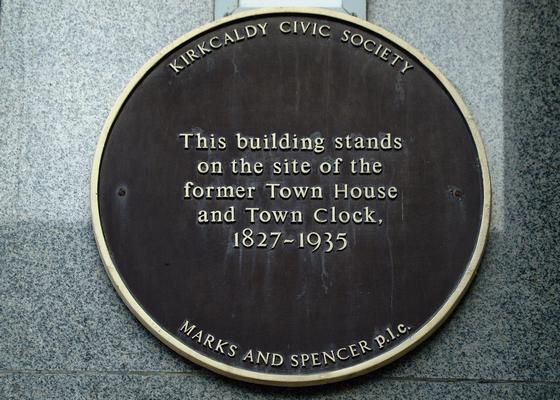 KIRKCALDY CIVIC SOCIETY
This building stands
on the site of the
former Town House
and Town Clock,
1827~1935
MARKS AND SPENCER p.l.c.